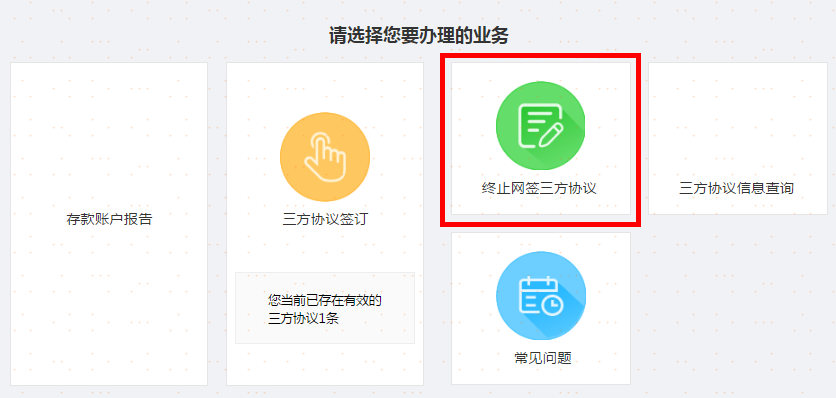 请选择您要办理的业务
存款账户报告
三方协议签订
您当前已存在有效的
三方协议1条
终止网签三方协议
常见问题
三方协议信息查询